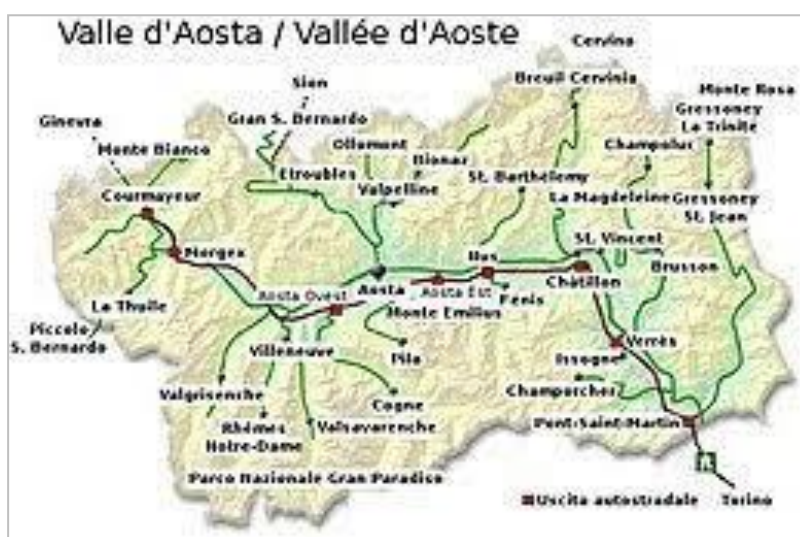 Valle d'Aosta / Vallée d'Aoste
Cervina
Sion
Breuil Cervinia
Monte Rosa
Ginevra
Gran S. Bernardo
Gressoney
La Trinité
Monte Bianco
Ollomont
Bionaz
Champoluc
Etroubles
Valpelline
St. Barthelemy
Courmayeur
La Magdeleine
Gressoney
St. Jean
Morgex
Nus
St. Vincent
Brusson
La Thuile
Aosta Ovest
Aosta
Aosta Est
Fenis
Châtillon
Piccolo
S. Bernardo
Monte Emilius
Villeneuve
Pila
Issogne
Verrès
Valgrisenche
Cogne
Champorcher
Rhêmes
Notre-Dame
Valsavarenche
Pont-Saint-Martin
Parco Nazionale Gran Paradiso
Uscita autostradale
Torino